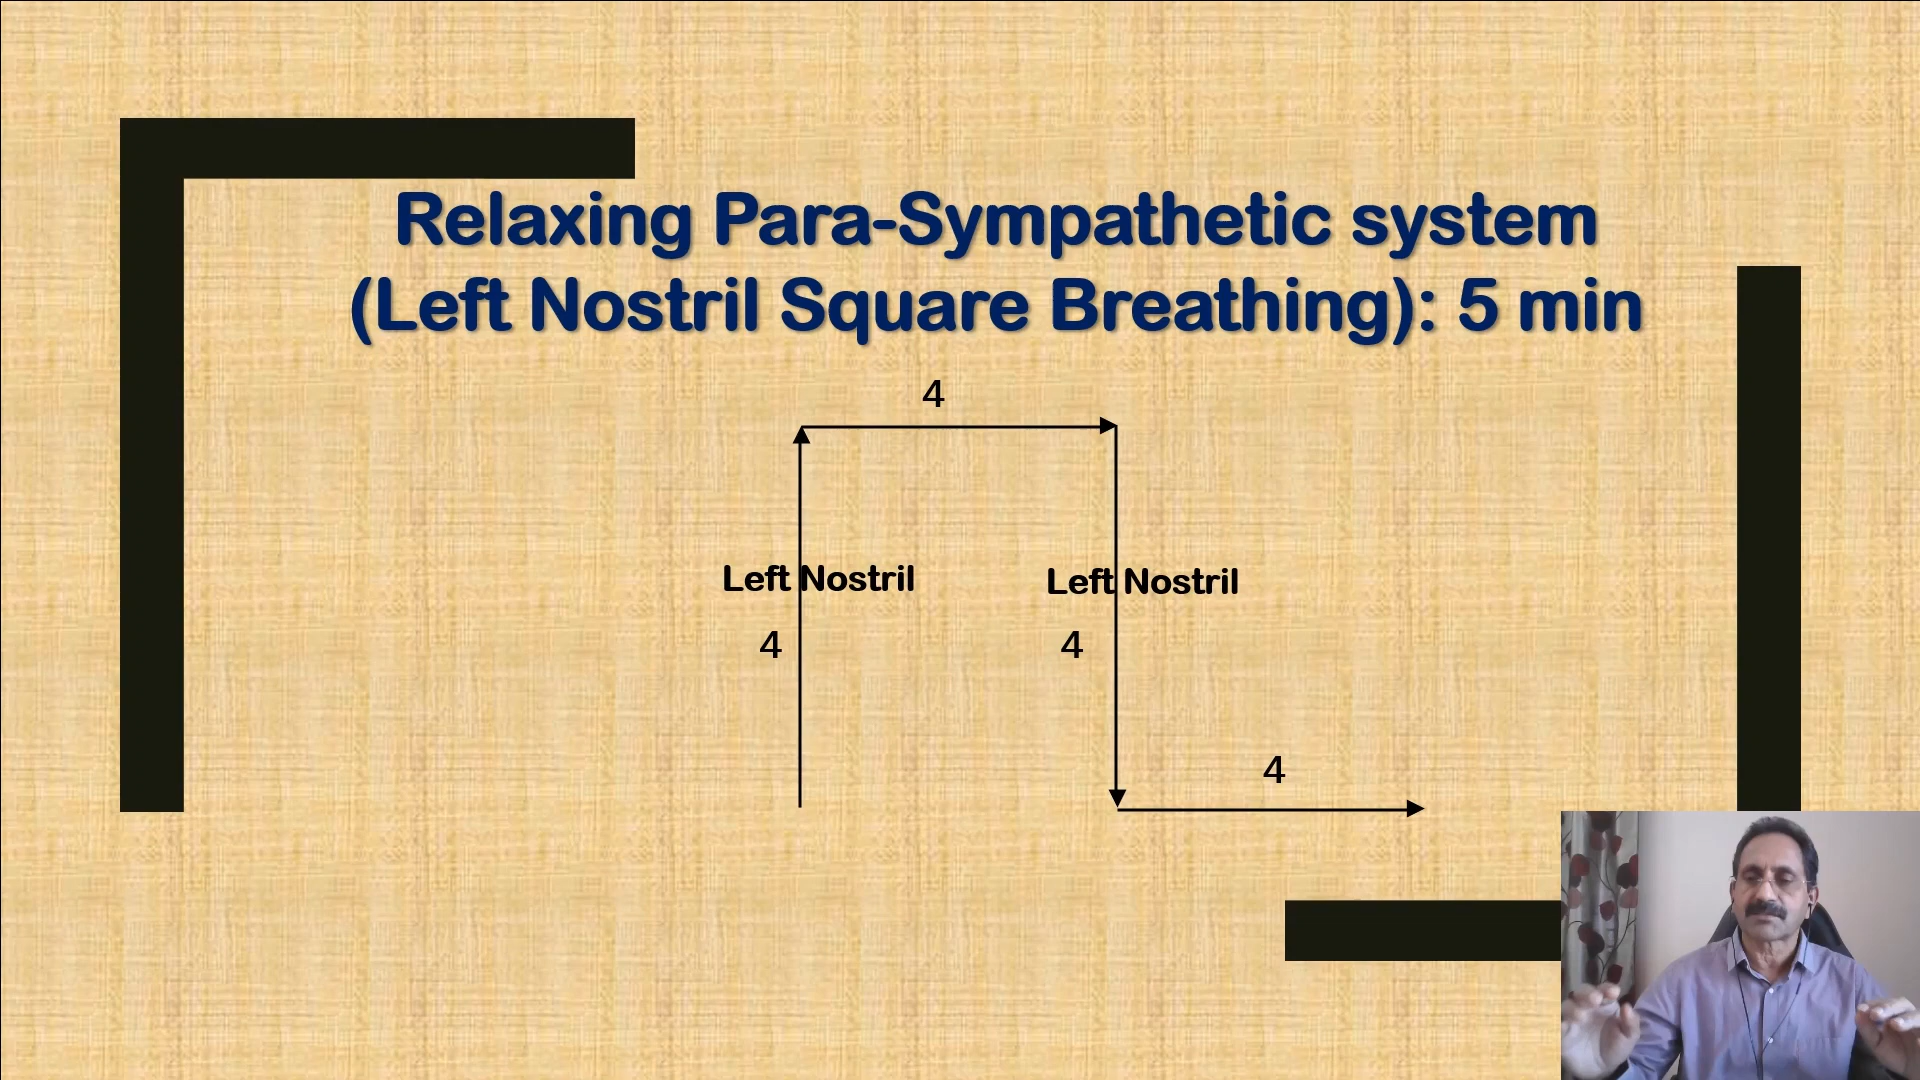 Relaxing Para-Sympathetic system
(Left Nostril Square Breathing): 5 min
4
Left Nostril
Left Nostril
4
4
4